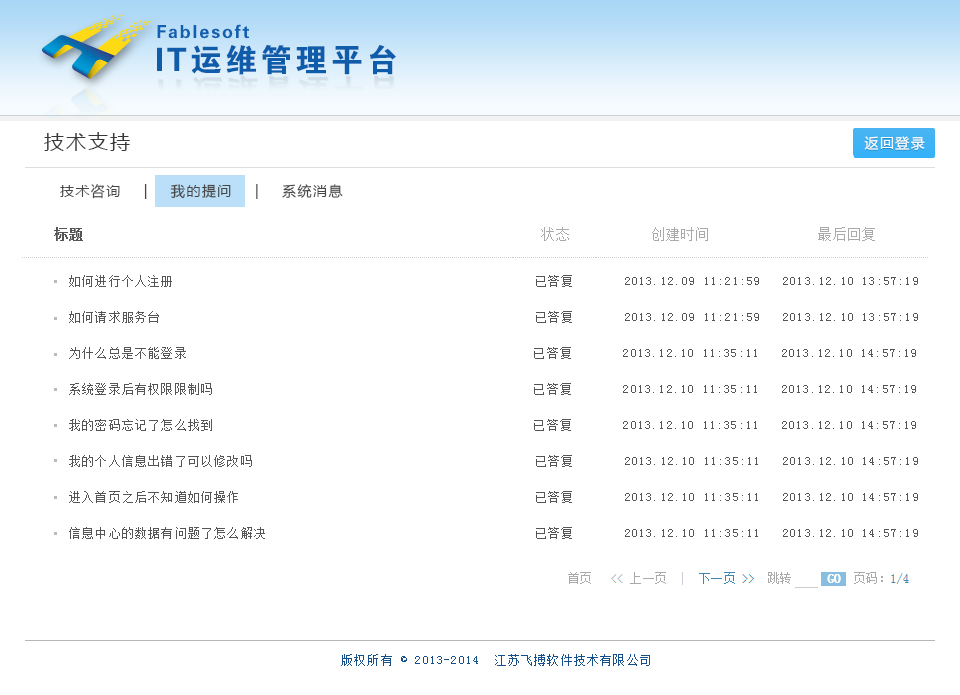 Fablesoft
IT运维管理平台
技术支持 返回登录
技术咨询 | 我的提问 | 系统消息
标题 状态 创建时间 最后回复
如何进行个人注册 已答复 2013.12.09 11:21:59 2013.12.10 13:57:19
如何请求服务台 已答复 2013.12.09 11:21:59 2013.12.10 13:57:19
为什么总是不能登录 已答复 2013.12.10 11:35:11 2013.12.10 14:57:19
系统登录后有权限限制吗 已答复 2013.12.10 11:35:11 2013.12.10 14:57:19
我的密码忘记了怎么找到 已答复 2013.12.10 11:35:11 2013.12.10 14:57:19
我的个人信息出错了可以修改吗 已答复 2013.12.10 11:35:11 2013.12.10 14:57:19
进入首页之后不知道如何操作 已答复 2013.12.10 11:35:11 2013.12.10 14:57:19
信息中心的数据有问题了怎么解决 已答复 2013.12.10 11:35:11 2013.12.10 14:57:19
首页 << 上一页 | 下一页 >> 跳转 ___ GO 页码: 1/4
版权所有 © 2013-2014 江苏飞搏软件技术有限公司